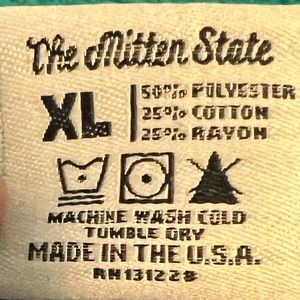 The Mitten State
XL
50% POLYESTER
25% COTTON
25% RAYON
MACHINE WASH COLD
TUMBLE DRY
MADE IN THE U.S.A.
RN131228